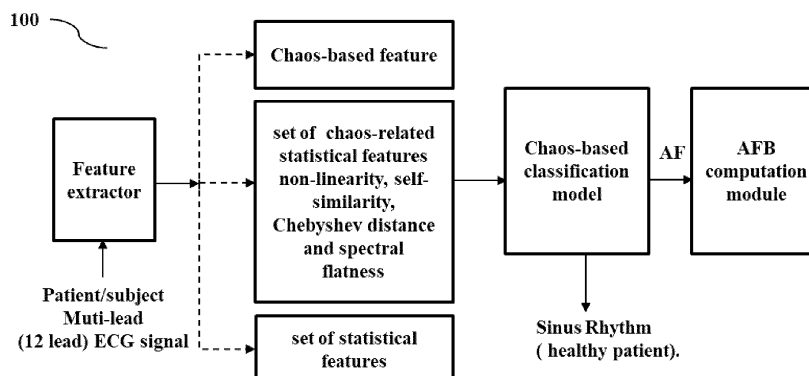 100
Chaos-based feature
Feature
extractor
set of chaos-related
statistical features
non-linearity, self-
similarity,
Chebyshev distance
and spectral
flatness
Chaos-based
classification
model
AF
AFB
computation
module
Patient/subject
Muti-lead
(12 lead) ECG signal
set of statistical
features
Sinus Rhythm
( healthy patient).